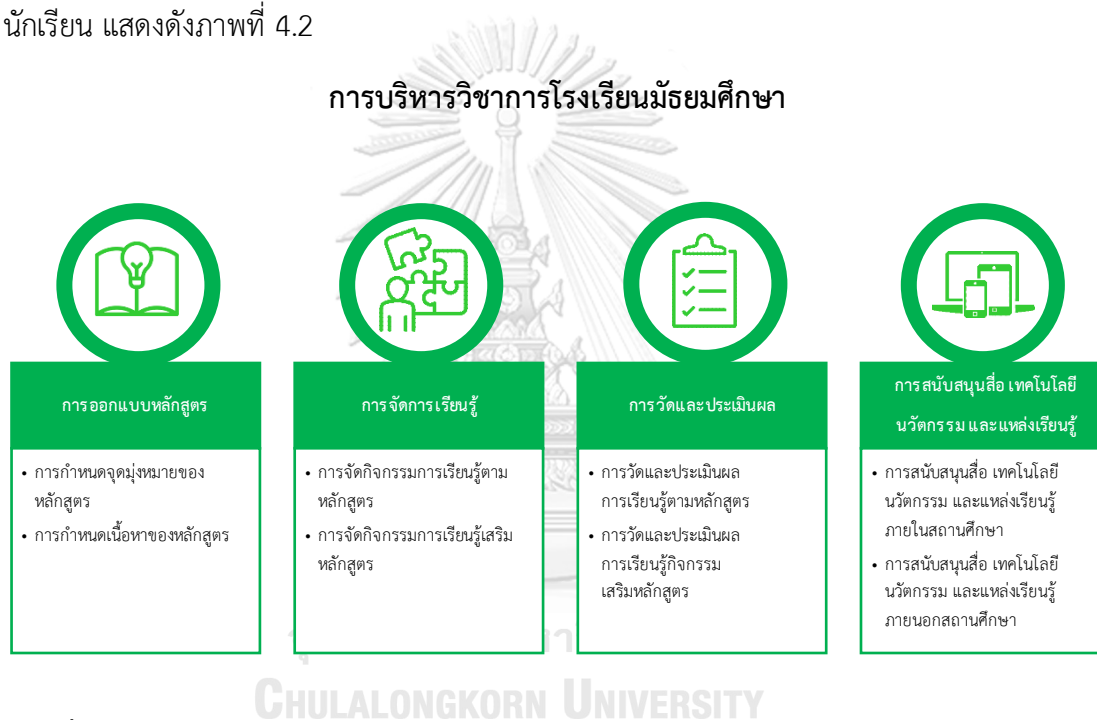 นักเรียน แสดงดังภาพที่ 4.2
การบริหารวิชาการโรงเรียนมัธยมศึกษา
การออกแบบหลักสูตร
• การกำหนดจุดมุ่งหมายของ
หลักสูตร
• การกำหนดเนื้อหาของหลักสูตร
การจัดการเรียนรู้
• การจัดกิจกรรมการเรียนรู้ตาม
หลักสูตร
• การจัดกิจกรรมการเรียนรู้เสริม
หลักสูตร
การวัดและประเมินผล
• การวัดและประเมินผล
การเรียนรู้ตามหลักสูตร
• การวัดและประเมินผล
การเรียนรู้กิจกรรม
เสริมหลักสูตร
การสนับสนุนสื่อ เทคโนโลยี
นวัตกรรม และแหล่งเรียนรู้
• การสนับสนุนสื่อ เทคโนโลยี
นวัตกรรม และแหล่งเรียนรู้
ภายในสถานศึกษา
• การสนับสนุนสื่อ เทคโนโลยี
นวัตกรรม และแหล่งเรียนรู้
ภายนอกสถานศึกษา
CHULALONGKORN UNIVERSITY